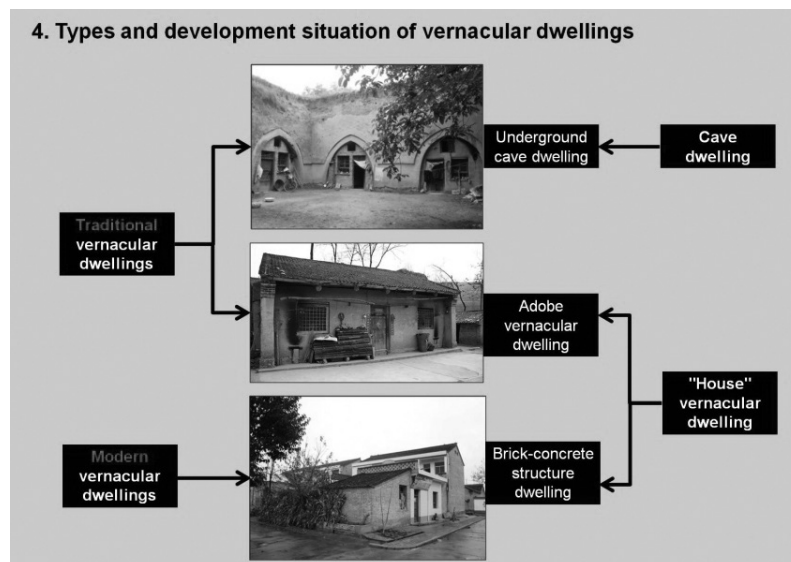 4. Types and development situation of vernacular dwellings
Underground
cave dwelling
Cave
dwelling
Traditional
vernacular
dwellings
Adobe
vernacular
dwelling
"House"
vernacular
dwelling
Modern
vernacular
dwellings
Brick-concrete
structure
dwelling